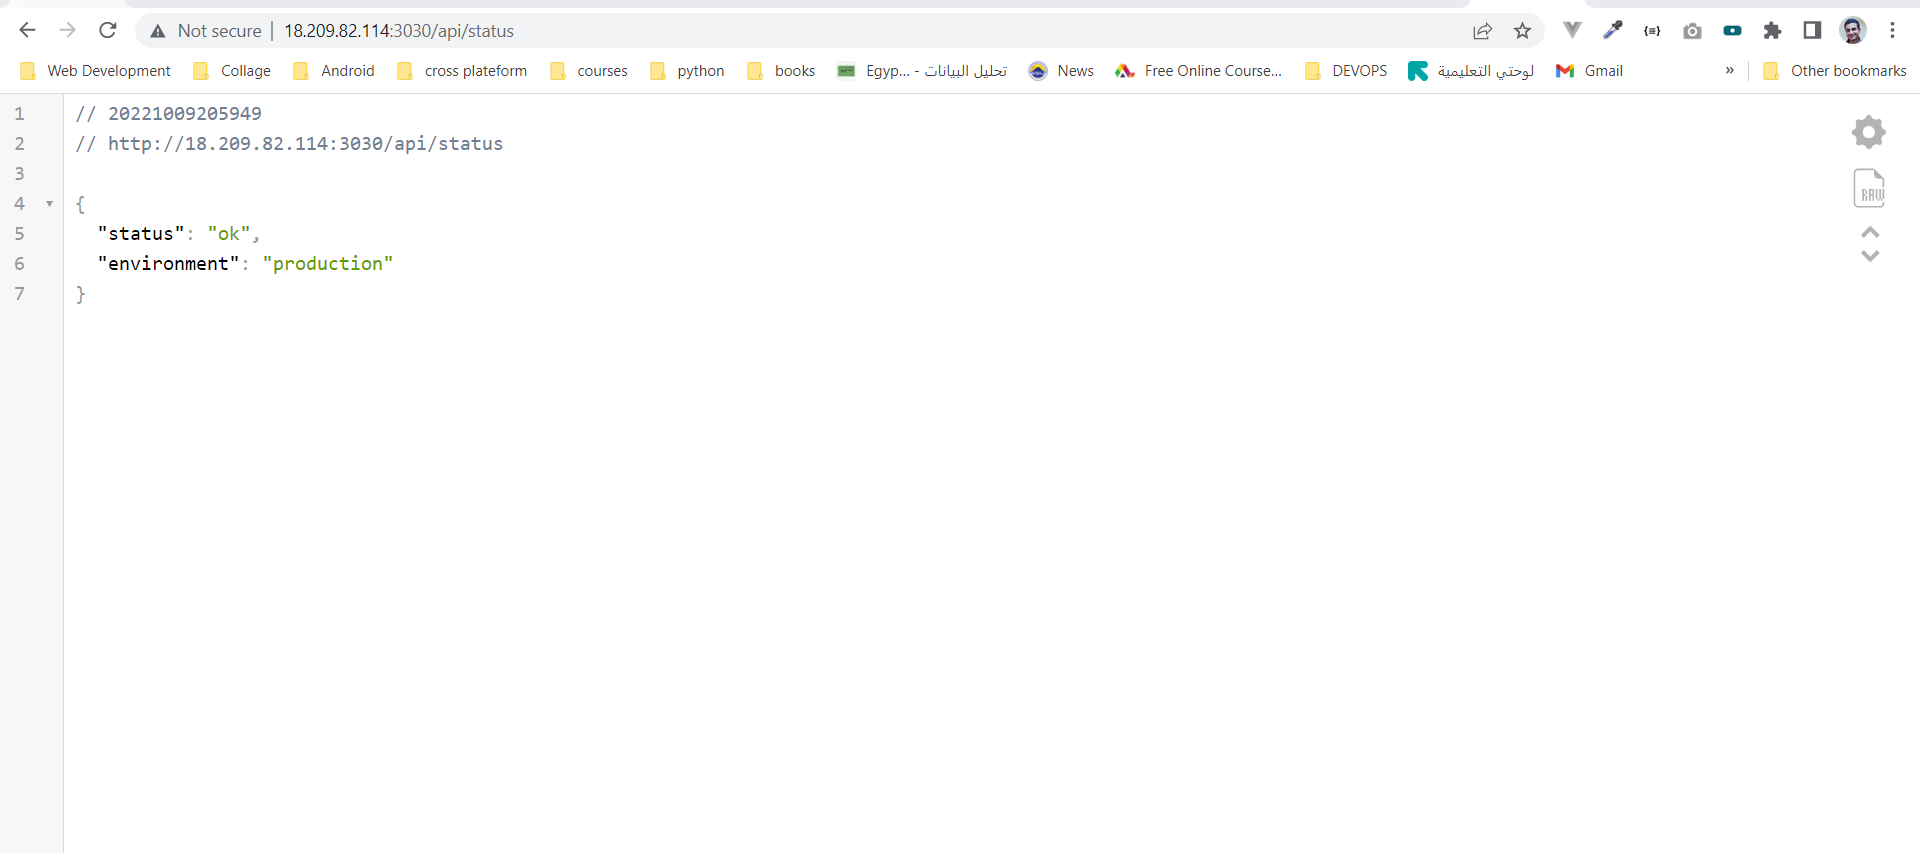 Not secure | 18.209.82.114:3030/api/status
Web Development Collage Android cross plateform courses python books Egyp... - تحليل البيانات News Free Online Course... DEVOPS لوحتي التعليمية Gmail » Other bookmarks
1 // 20221009205949
2 // http://18.209.82.114:3030/api/status
3
4 {
5 "status": "ok",
6 "environment": "production"
7 }
RAW